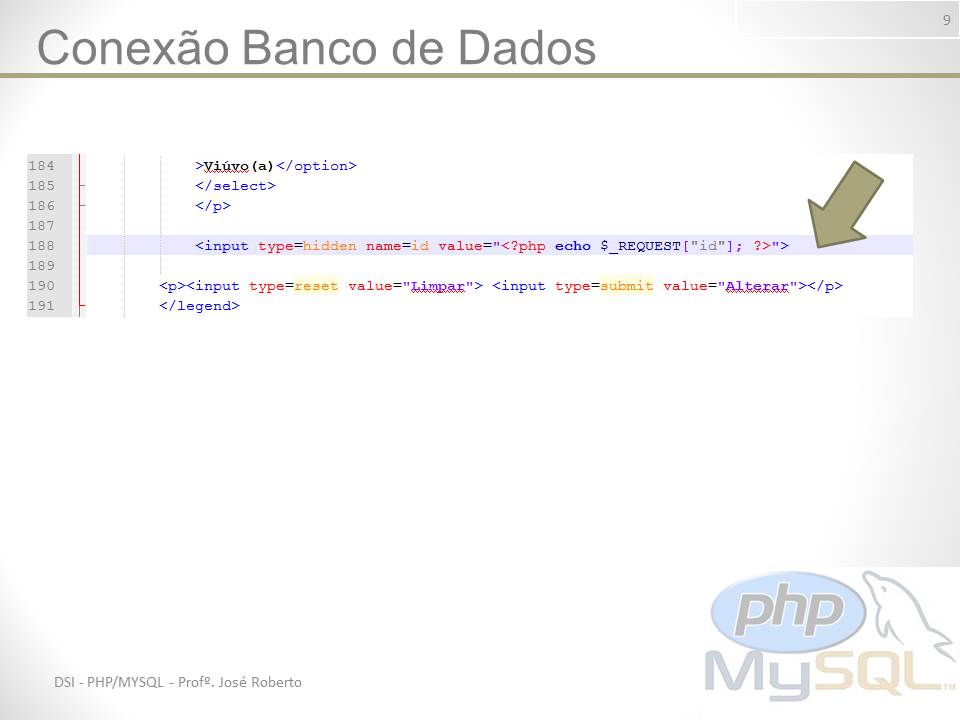 9
Conexão Banco de Dados
184 >Viúvo(a)</option>
185 </select>
186 </p>
187
188 <input type=hidden name=id value="<?php echo $_REQUEST["id"]; ?>">
189
190 <p><input type=reset value="Limpar"> <input type=submit value="Alterar"></p>
191 </legend>
php
MySQL™
DSI - PHP/MYSQL - Profº. José Roberto